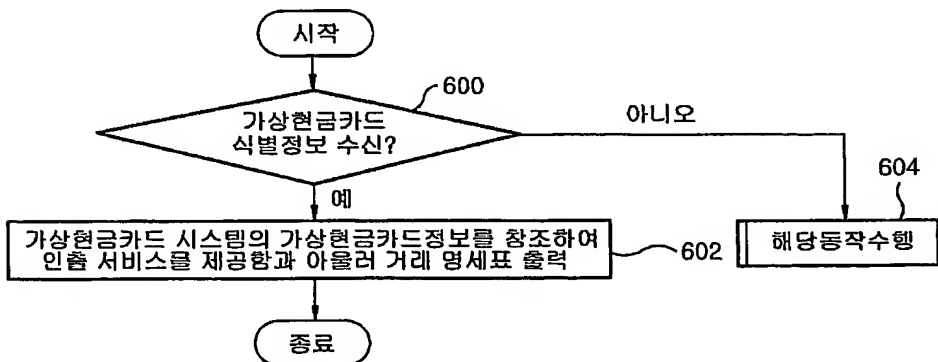 시작
600
가상현금카드
식별정보 수신?
아니오
예
604
가상현금카드 시스템의 가상현금카드정보를 참조하여
인출 서비스를 제공함과 아울러 거래 명세표 출력
602
해당동작수행
종료